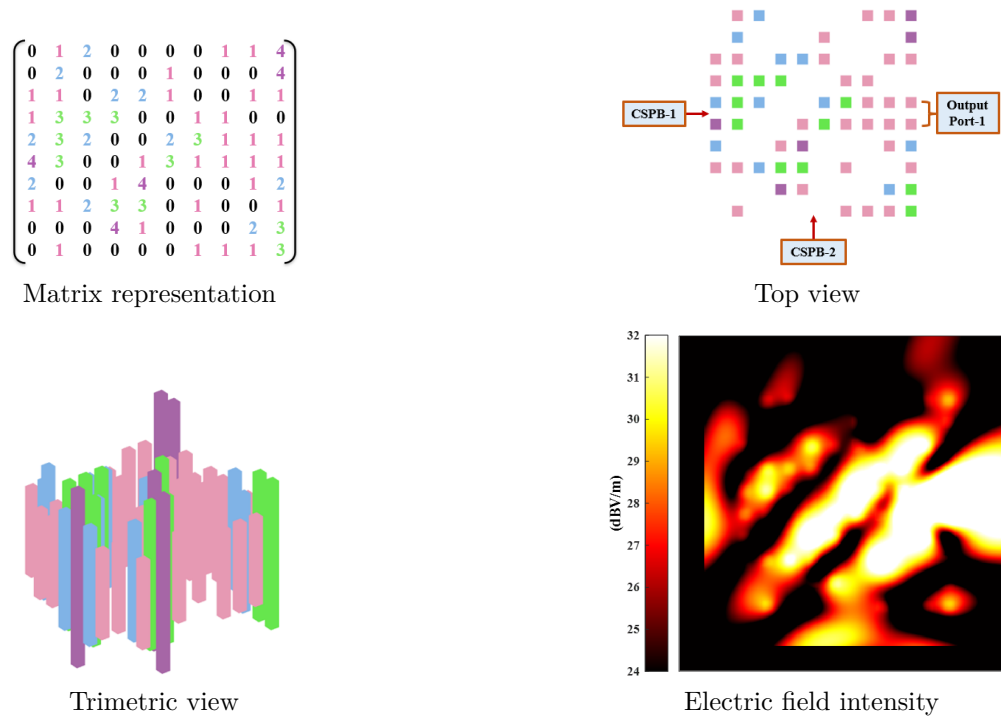 0 1 2 0 0 0 0 1 1 4
0 2 0 0 0 1 0 0 0 4
1 1 0 2 2 1 0 0 1 1
1 3 3 3 0 0 1 1 0 0
2 3 2 0 0 2 3 1 1 1
4 3 0 0 1 3 1 1 1 1
2 0 0 1 4 0 0 0 1 2
1 1 2 3 3 0 1 0 0 1
0 0 0 4 1 0 0 0 2 3
0 1 0 0 0 0 1 1 1 3
Matrix representation
CSPB-1
Output
Port-1
CSPB-2
Top view
Trimetric view
32
31
30
29
28
27
26
25
24
(dBV/m)
Electric field intensity